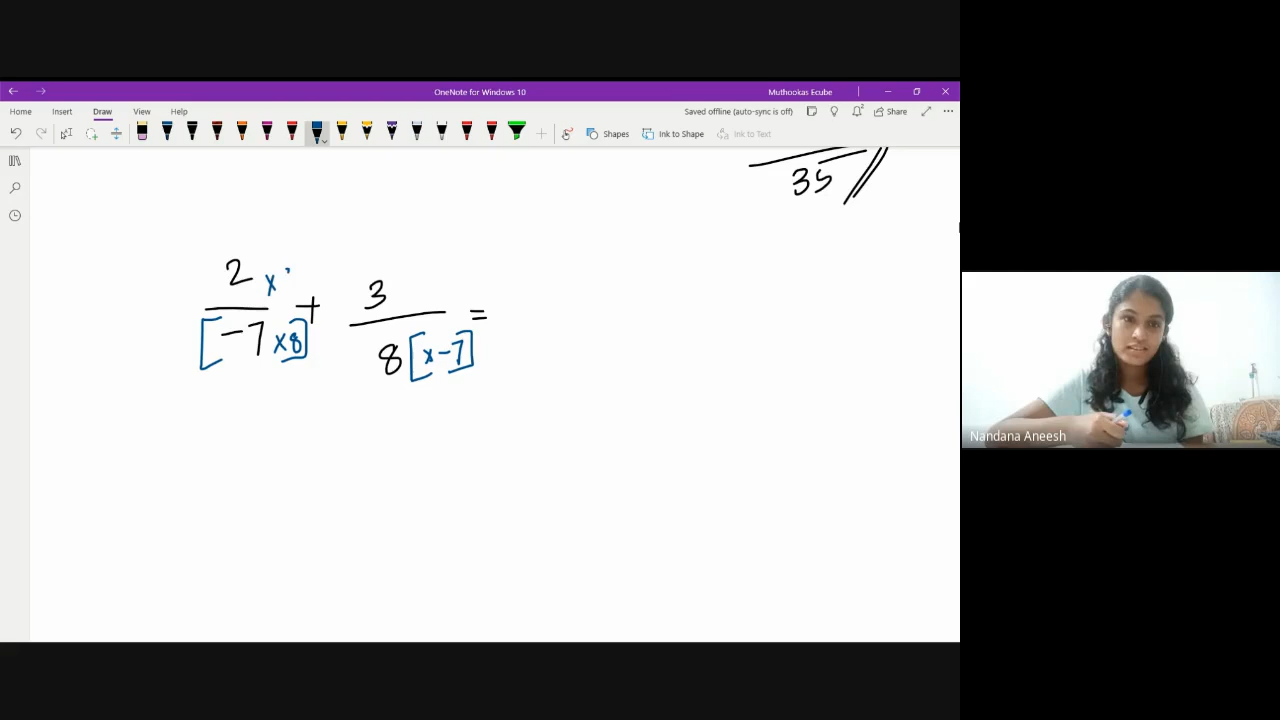 OneNote for Windows 10
Muthookas Ecube
Home Insert Draw View Help
Saved offline (auto-sync is off)
Share
Shapes
Ink to Shape
Ink to Text
35
2 x
3
+ =
[-7 x8]
8 [x-7]
Nandana Aneesh